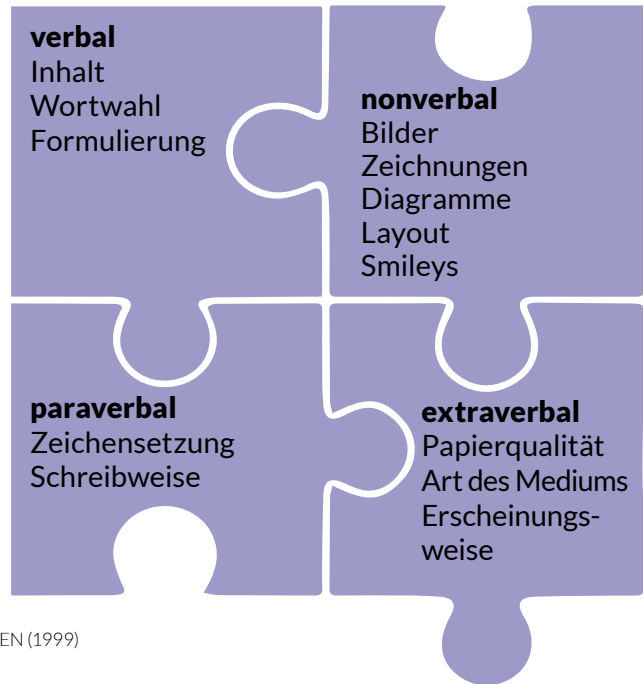 verbal
Inhalt
Wortwahl
Formulierung
nonverbal
Bilder
Zeichnungen
Diagramme
Layout
Smileys
paraverbal
Zeichensetzung
Schreibweise
extraverbal
Papierqualität
Art des Mediums
Erscheinungs-
weise
EN (1999)